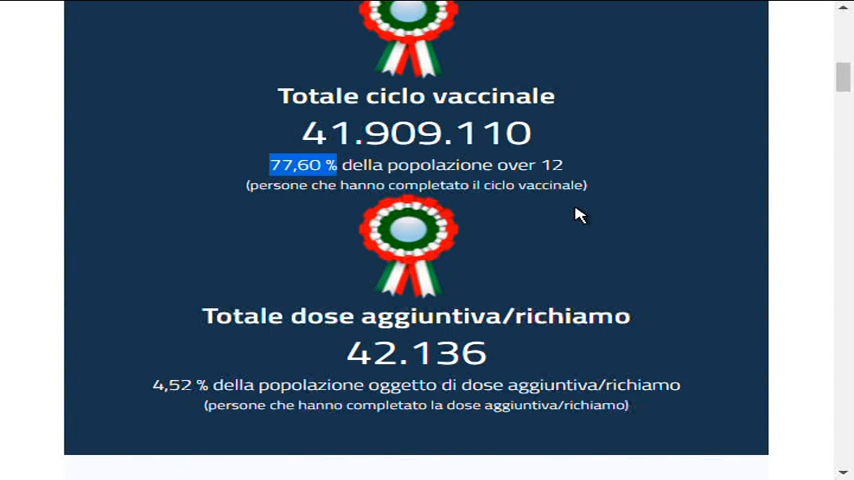 Totale ciclo vaccinale
41.909.110
77,60 % della popolazione over 12
(persone che hanno completato il ciclo vaccinale)
Totale dose aggiuntiva/richiamo
42.136
4,52 % della popolazione oggetto di dose aggiuntiva/richiamo
(persone che hanno completato la dose aggiuntiva/richiamo)